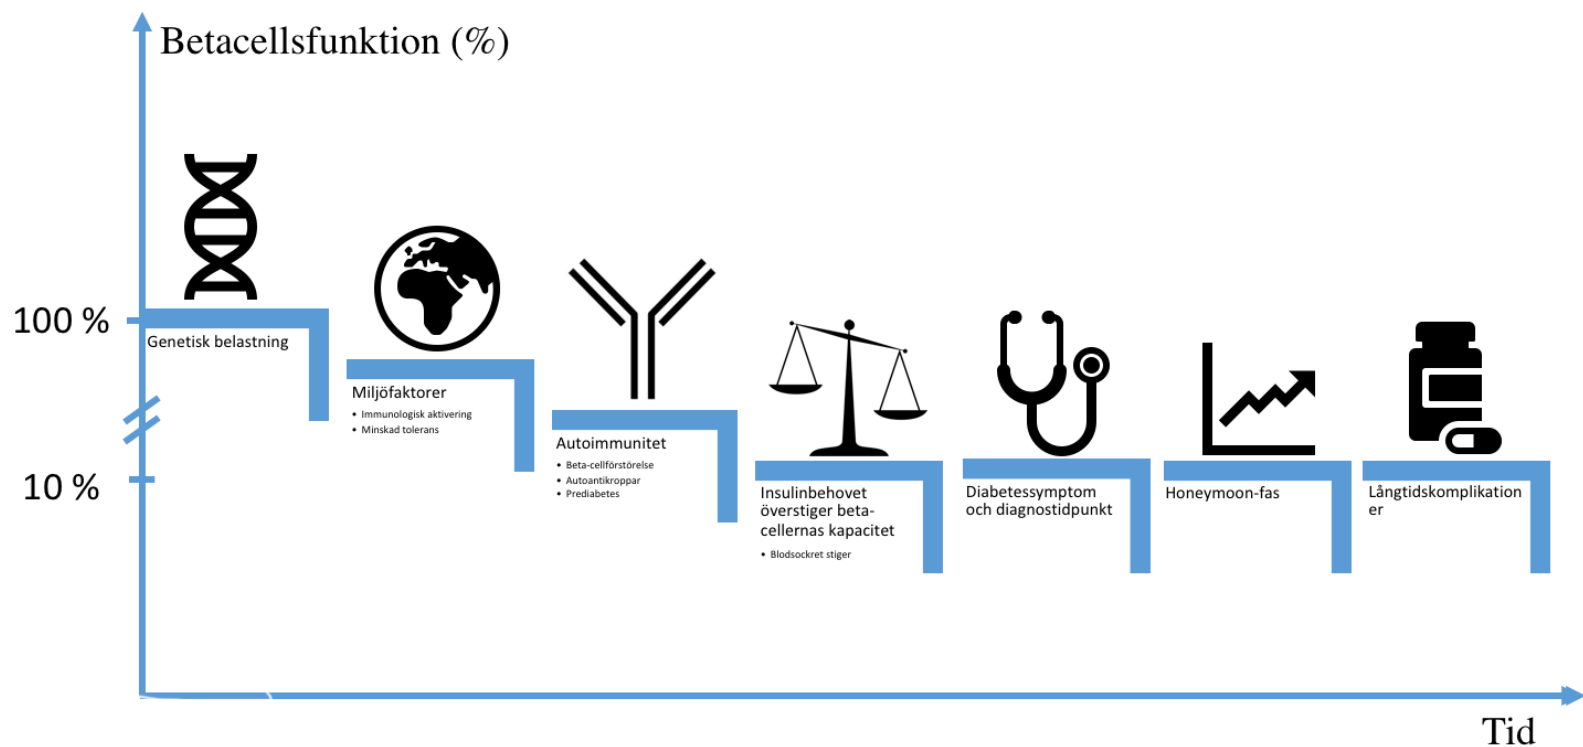 Betacellsfunktion (%)
100 %
10 %
Genetisk belastning
Miljöfaktorer
• Immunologisk aktivering
• Minskad tolerans
Autoimmunitet
• Beta-cellförstörelse
• Autoantikroppar
• Prediabetes
Insulinbehovet
överstiger beta-
cellernas kapacitet
• Blodsockret stiger
Diabetessymptom
och diagnostidpunkt
Honeymoon-fas
Långtidskomplikation
er
Tid